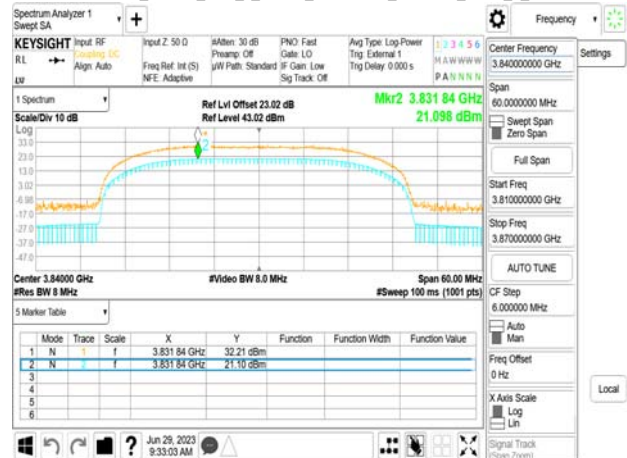 Spectrum Analyzer 1
Swept SA
+
Frequency
KEYSIGHT
RL
Input: RF
Coupling: DC
Align: Auto
Input Z: 50 Ω
Freq Ref: Int (S)
NFE: Adaptive
#Atten: 30 dB
Preamp: Off
µW Path: Standard
PNO: Fast
Gate: LO
IF Gain: Low
Sig Track: Off
Avg Type: Log-Power
Trig: External 1
Trig Delay: 0.000 s
1 2 3 4 5 6
M A W W W W
P A N N N N
1 Spectrum
Scale/Div 10 dB
Ref Lvl Offset 23.02 dB
Ref Level 43.02 dBm
Mkr2 3.831 84 GHz
21.098 dBm
Log
33.0
23.0
13.0
3.02
-6.98
-17.0
-27.0
-37.0
-47.0
2
Center 3.84000 GHz
#Video BW 8.0 MHz
Span 60.00 MHz
#Res BW 8 MHz
#Sweep 100 ms (1001 pts)
5 Marker Table
Mode Trace Scale X Y Function Function Width Function Value
1 N 1 f 3.831 84 GHz 32.21 dBm
2 N 2 f 3.831 84 GHz 21.10 dBm
3
4
5
6
?
Jun 29, 2023
9:33:03 AM
Center Frequency
3.840000000 GHz
Settings
Span
60.0000000 MHz
Swept Span
Zero Span
Full Span
Start Freq
3.810000000 GHz
Stop Freq
3.870000000 GHz
AUTO TUNE
CF Step
6.000000 MHz
Auto
Man
Freq Offset
0 Hz
X Axis Scale
Log
Lin
Local
Signal Track
(Span Zoom)